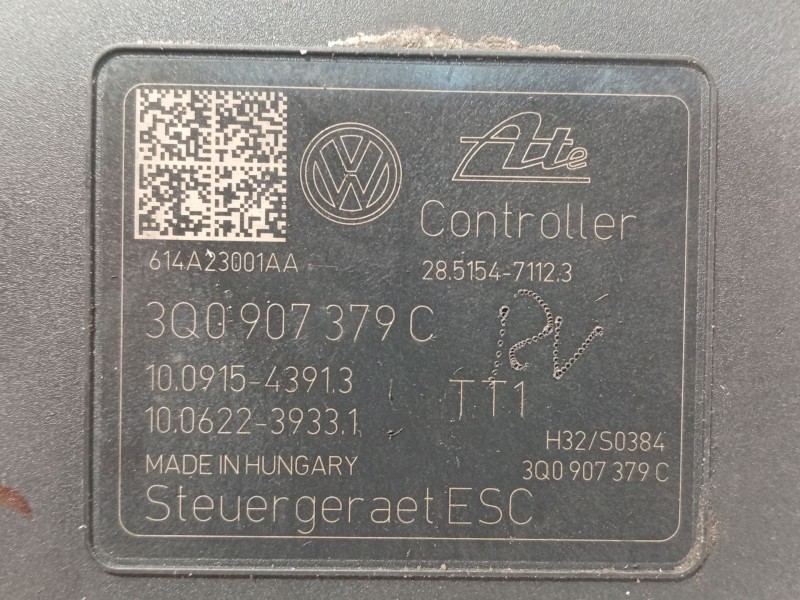 Ate
Controller
614A23001AA
28.5154-7112.3
3Q0 907 379 C
10.0915-4391.3
TT1
10.0622-3933.1
H32/S0384
MADE IN HUNGARY
3Q0 907 379 C
Steuergeraet ESC